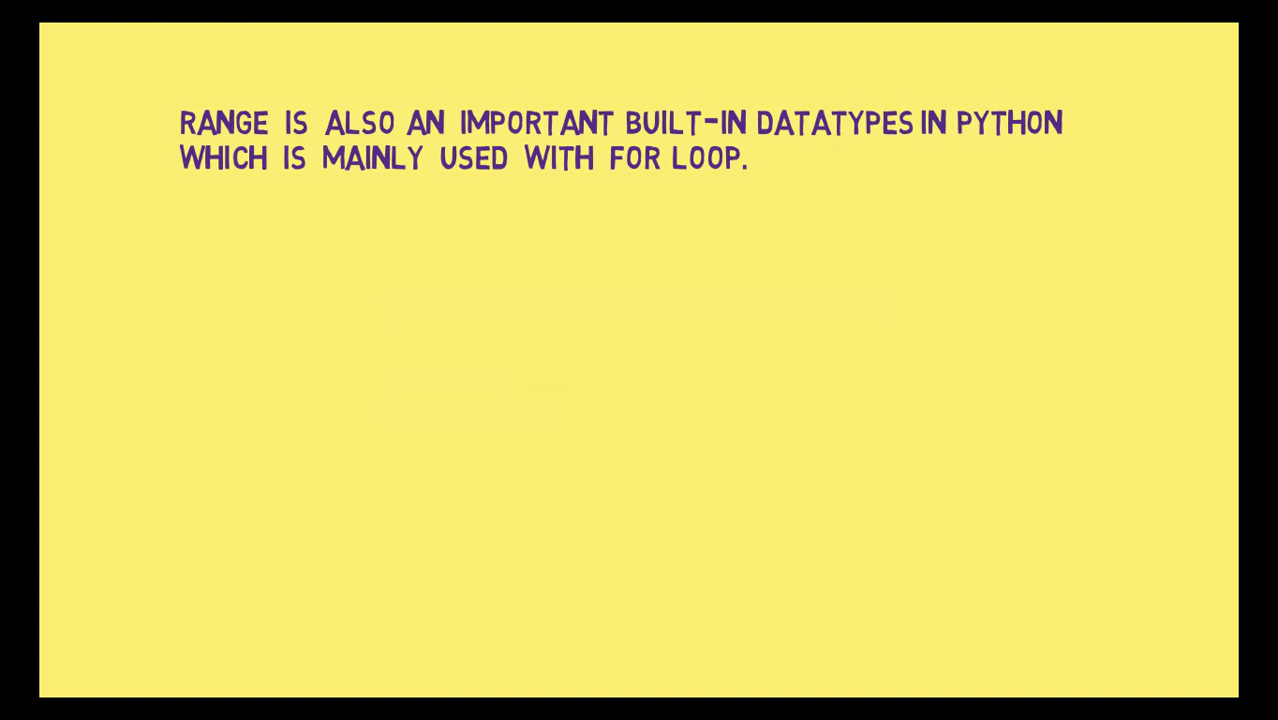 RANGE IS ALSO AN IMPORTANT BUILT-IN DATATYPES IN PYTHON
WHICH IS MAINLY USED WITH FOR LOOP.